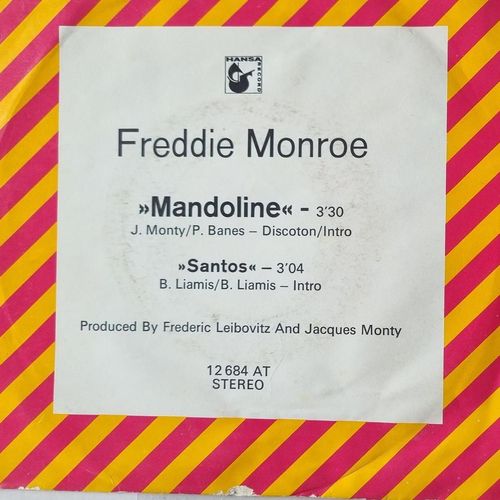 HANSA
RECORD
Freddie Monroe
»Mandoline« - 3'30
J. Monty/P. Banes – Discoton/Intro
»Santos« – 3'04
B. Liamis/B. Liamis – Intro
Produced By Frederic Leibovitz And Jacques Monty
12 684 AT
STEREO